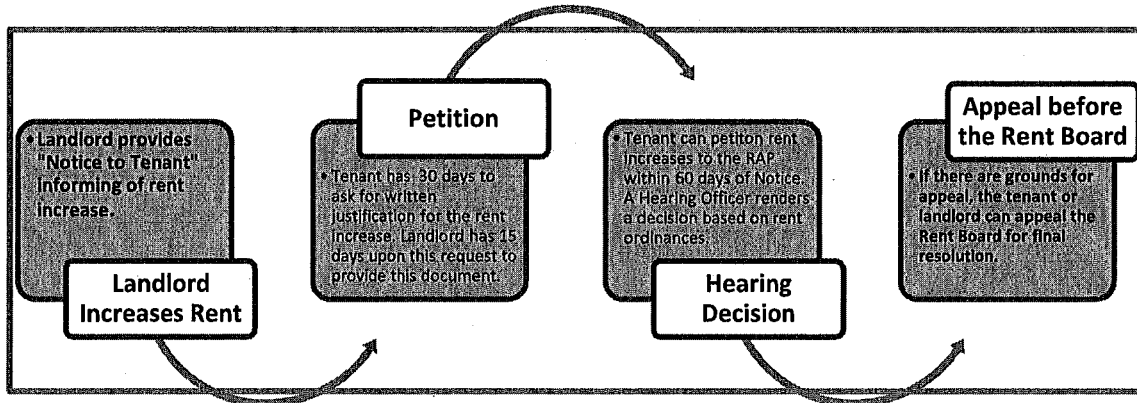 • Landlord provides
"Notice to Tenant"
informing of rent
increase.
Landlord
Increases Rent
Petition
• Tenant has 30 days to
ask for written
justification for the rent
increase. Landlord has 15
days upon this request to
provide this document.
• Tenant can petiton rent
increases to the RAP
within 60 days of Notice.
A Hearing Officer renders
a decision based on rent
ordinances.
Hearing
Decision
Appeal before
the Rent Board
• If there are grounds for
appeal, the tenant or
landlord can appeal the
Rent Board for final
resolution.